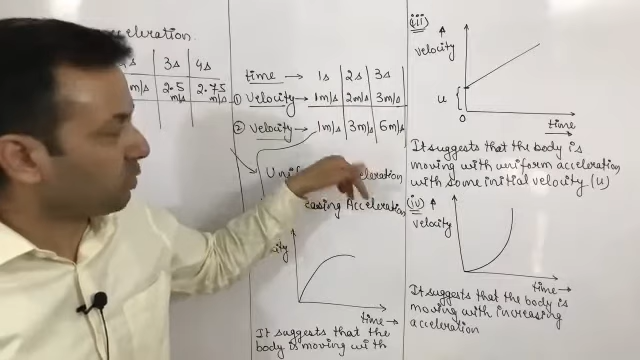 acceleration
s 3s 4s
m/s 2.5 m/s 2.75 m/s
time → 1s 2s 3s
① Velocity → 1m/s 2m/s 3m/s
② Velocity → 1m/s 3m/s 6m/s
Acceleration
Acceleration
time →
It suggests that the
body is moving with
(iii)
velocity
u
0
time
It suggests that the body is
moving with uniform acceleration
with some initial velocity (u)
(iv)
velocity
time →
It suggests that the body is
moving with increasing
acceleration